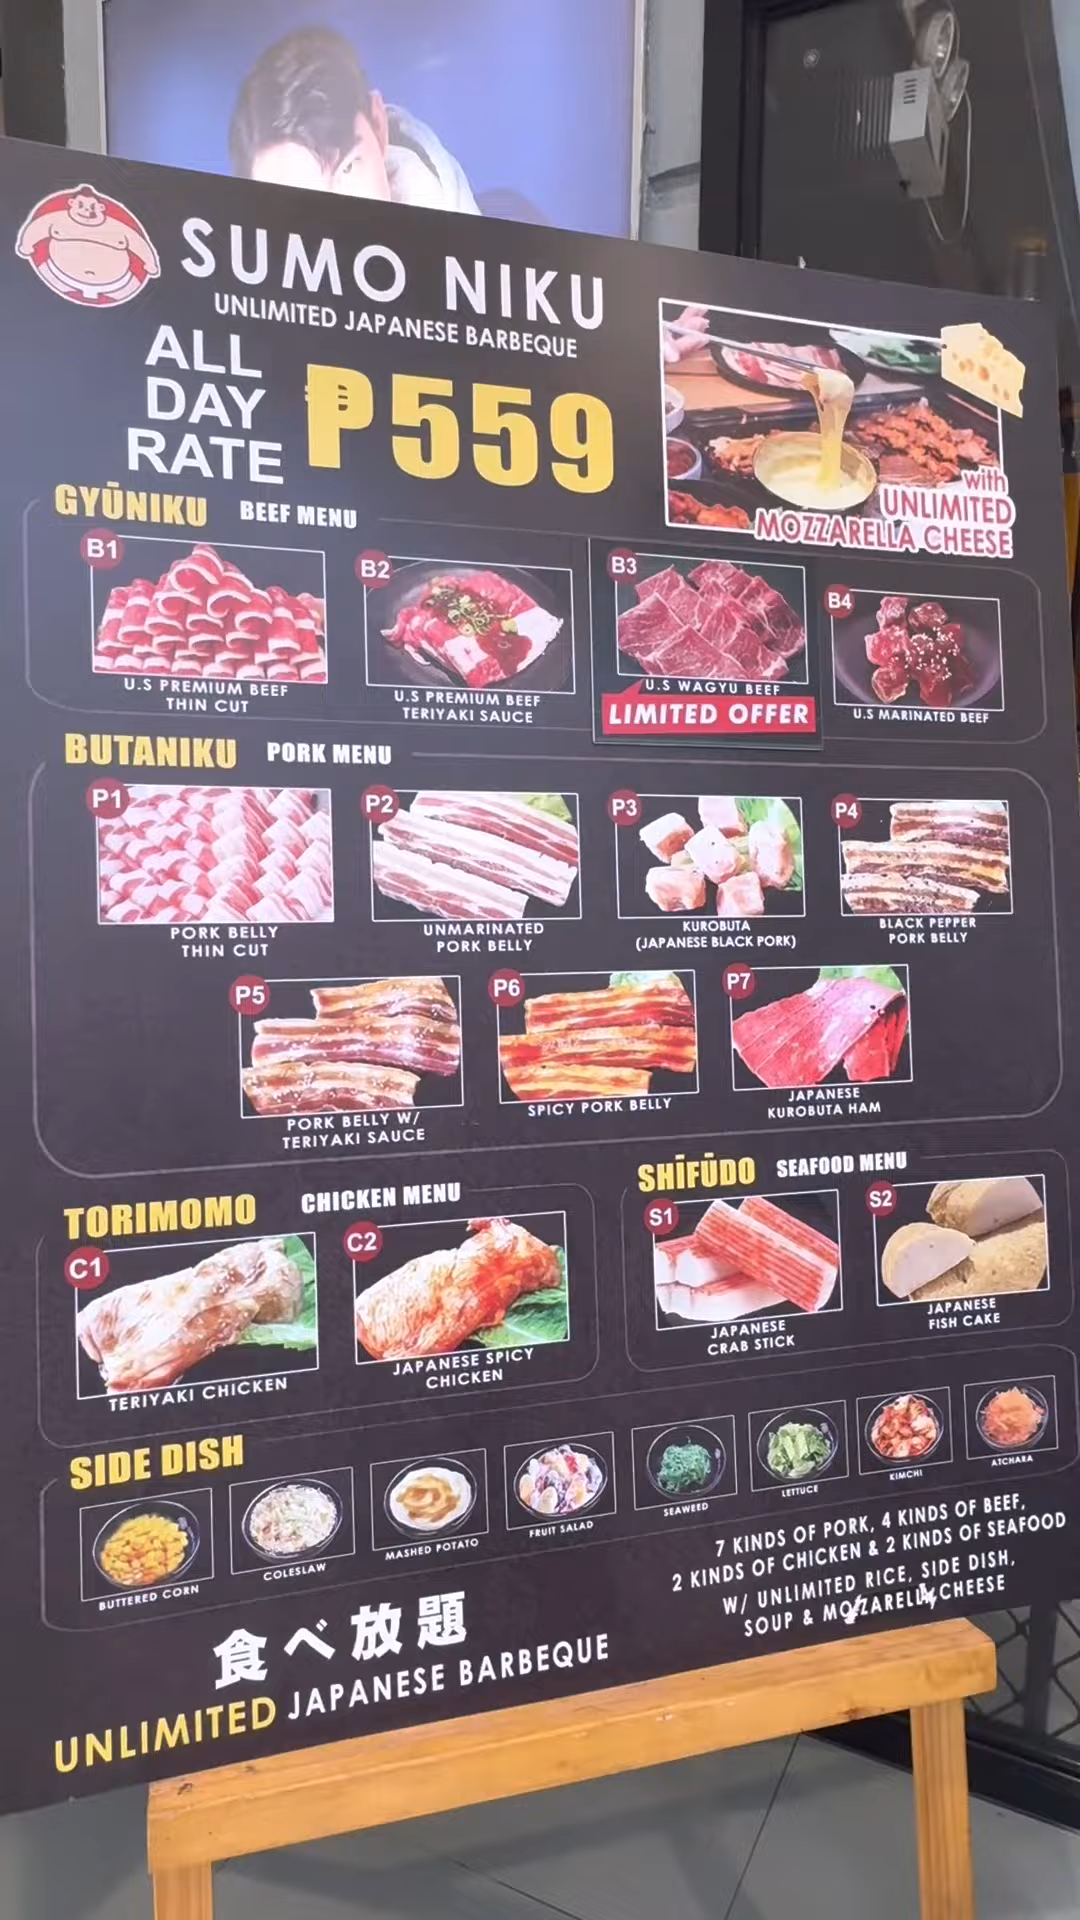 SUMO NIKU
UNLIMITED JAPANESE BARBEQUE
ALL
DAY
RATE
₱559
with
UNLIMITED
MOZZARELLA CHEESE
GYŪNIKU BEEF MENU
B1
U.S PREMIUM BEEF
THIN CUT
B2
U.S PREMIUM BEEF
TERIYAKI SAUCE
B3
U.S WAGYU BEEF
LIMITED OFFER
B4
U.S MARINATED BEEF
BUTANIKU PORK MENU
P1
PORK BELLY
THIN CUT
P2
UNMARINATED
PORK BELLY
P3
KUROBUTA
(JAPANESE BLACK PORK)
P4
BLACK PEPPER
PORK BELLY
P5
PORK BELLY W/
TERIYAKI SAUCE
P6
SPICY PORK BELLY
P7
JAPANESE
KUROBUTA HAM
TORIMOMO CHICKEN MENU
C1
TERIYAKI CHICKEN
C2
JAPANESE SPICY
CHICKEN
SHĪFŪDO SEAFOOD MENU
S1
JAPANESE
CRAB STICK
S2
JAPANESE
FISH CAKE
SIDE DISH
BUTTERED CORN
COLESLAW
MASHED POTATO
FRUIT SALAD
SEAWEED
LETTUCE
KIMCHI
ATCHARA
7 KINDS OF PORK, 4 KINDS OF BEEF,
2 KINDS OF CHICKEN & 2 KINDS OF SEAFOOD
W/ UNLIMITED RICE, SIDE DISH,
SOUP & MOZZARELLA CHEESE
食べ放題
UNLIMITED JAPANESE BARBEQUE